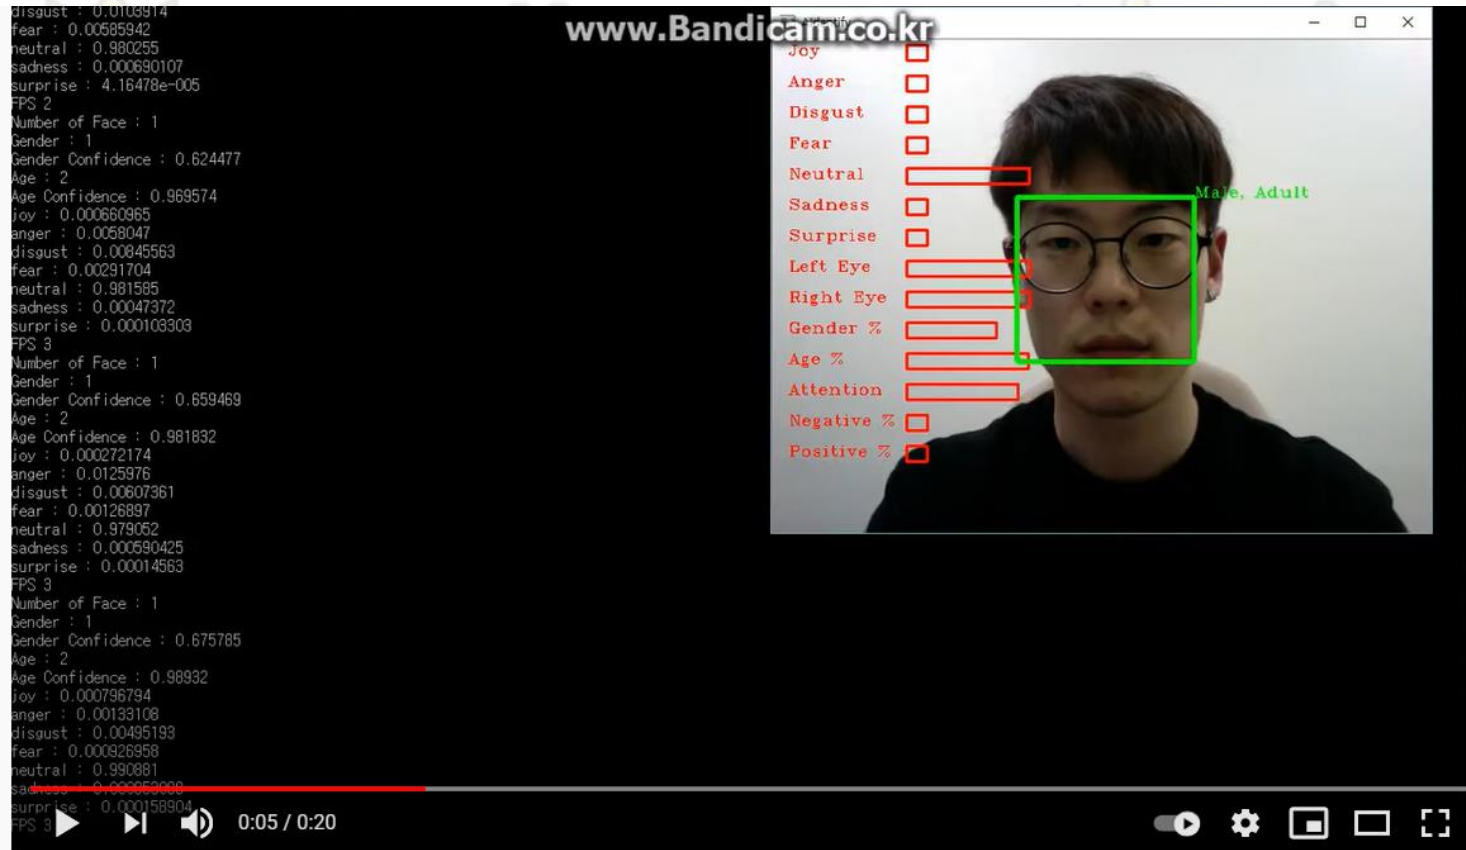 disgust : 0.0103914
fear : 0.00585942
neutral : 0.980255
sadness : 0.000690107
surprise : 4.16478e-005
FPS 2
Number of Face : 1
Gender : 1
Gender Confidence : 0.624477
Age : 2
Age Confidence : 0.969574
joy : 0.000660965
anger : 0.0058047
disgust : 0.00845563
fear : 0.00291704
neutral : 0.981585
sadness : 0.00047372
surprise : 0.000103303
FPS 3
Number of Face : 1
Gender : 1
Gender Confidence : 0.659469
Age : 2
Age Confidence : 0.981832
joy : 0.000272174
anger : 0.0125976
disgust : 0.00607361
fear : 0.00126897
neutral : 0.979052
sadness : 0.000590425
surprise : 0.00014563
FPS 3
Number of Face : 1
Gender : 1
Gender Confidence : 0.675785
Age : 2
Age Confidence : 0.98932
joy : 0.000796794
anger : 0.00133108
disgust : 0.00495193
fear : 0.000926958
neutral : 0.990881
sadness :
surprise : 0.000158904
FPS 3
www.Bandicam.co.kr
Joy
Anger
Disgust
Fear
Neutral
Sadness
Surprise
Left Eye
Right Eye
Gender %
Age %
Attention
Negative %
Positive %
Male, Adult
0:05 / 0:20